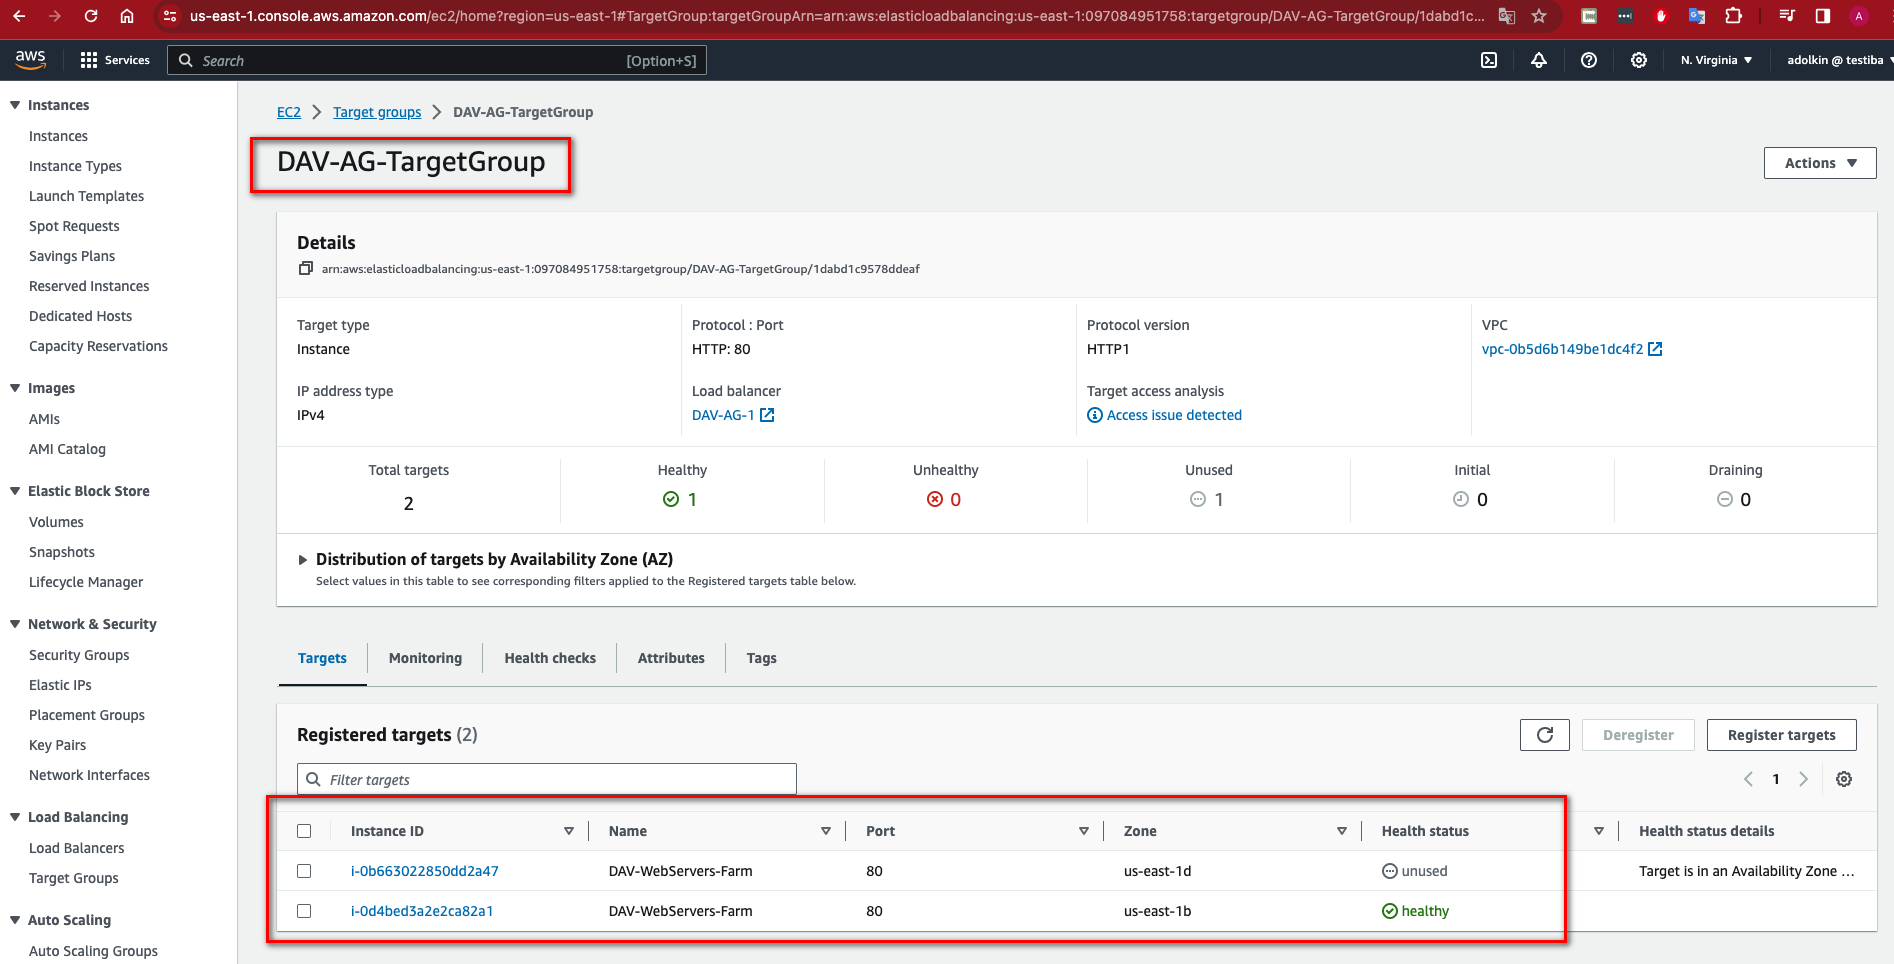 us-east-1.console.aws.amazon.com/ec2/home?region=us-east-1#TargetGroup:targetGroupArn=arn:aws:elasticloadbalancing:us-east-1:097084951758:targetgroup/DAV-AG-TargetGroup/1dabd1c...
A
aws Services Search [Option+S] N. Virginia adolkin @ testiba
Instances
Instances
Instance Types
Launch Templates
Spot Requests
Savings Plans
Reserved Instances
Dedicated Hosts
Capacity Reservations
Images
AMIs
AMI Catalog
Elastic Block Store
Volumes
Snapshots
Lifecycle Manager
Network & Security
Security Groups
Elastic IPs
Placement Groups
Key Pairs
Network Interfaces
Load Balancing
Load Balancers
Target Groups
Auto Scaling
Auto Scaling Groups
EC2 Target groups DAV-AG-TargetGroup
DAV-AG-TargetGroup
Actions
Details
arn:aws:elasticloadbalancing:us-east-1:097084951758:targetgroup/DAV-AG-TargetGroup/1dabd1c9578ddeaf
Target type
Instance
Protocol : Port
HTTP: 80
Protocol version
HTTP1
VPC
vpc-0b5d6b149be1dc4f2
IP address type
IPv4
Load balancer
DAV-AG-1
Target access analysis
Access issue detected
Total targets
2
Healthy
1
Unhealthy
0
Unused
1
Initial
0
Draining
0
Distribution of targets by Availability Zone (AZ)
Select values in this table to see corresponding filters applied to the Registered targets table below.
Targets Monitoring Health checks Attributes Tags
Registered targets (2)
Deregister
Register targets
Filter targets
1
Instance ID Name Port Zone Health status Health status details
i-0b663022850dd2a47 DAV-WebServers-Farm 80 us-east-1d unused Target is in an Availability Zone ...
i-0d4bed3a2e2ca82a1 DAV-WebServers-Farm 80 us-east-1b healthy